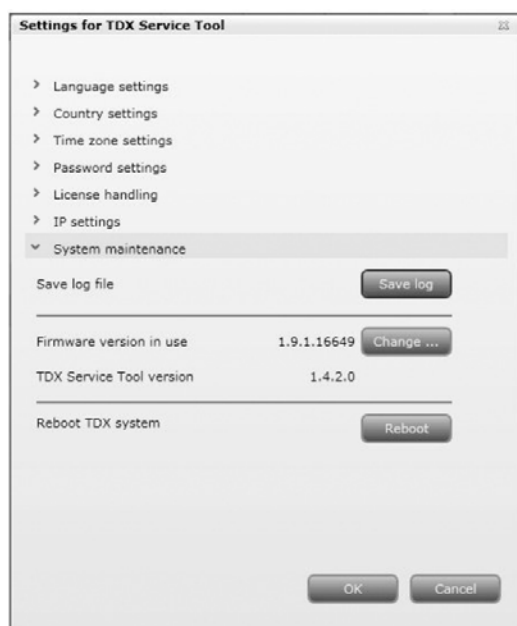 Settings for TDX Service Tool
Language settings
Country settings
Time zone settings
Password settings
License handling
IP settings
System maintenance
Save log file Save log
Firmware version in use 1.9.1.16649 Change ...
TDX Service Tool version 1.4.2.0
Reboot TDX system Reboot
OK Cancel